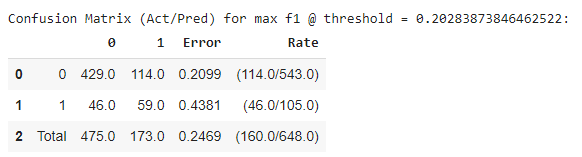 Confusion Matrix (Act/Pred) for max f1 @ threshold = 0.20283873846462522:
0 1 Error Rate
0 0 429.0 114.0 0.2099 (114.0/543.0)
1 1 46.0 59.0 0.4381 (46.0/105.0)
2 Total 475.0 173.0 0.2469 (160.0/648.0)